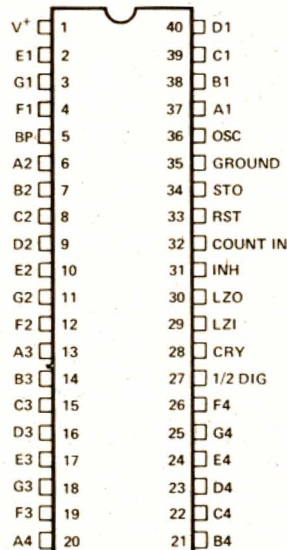 V+ 1 40 D1
E1 2 39 C1
G1 3 38 B1
F1 4 37 A1
BP 5 36 OSC
A2 6 35 GROUND
B2 7 34 STO
C2 8 33 RST
D2 9 32 COUNT IN
E2 10 31 INH
G2 11 30 LZO
F2 12 29 LZI
A3 13 28 CRY
B3 14 27 1/2 DIG
C3 15 26 F4
D3 16 25 G4
E3 17 24 E4
G3 18 23 D4
F3 19 22 C4
A4 20 21 B4